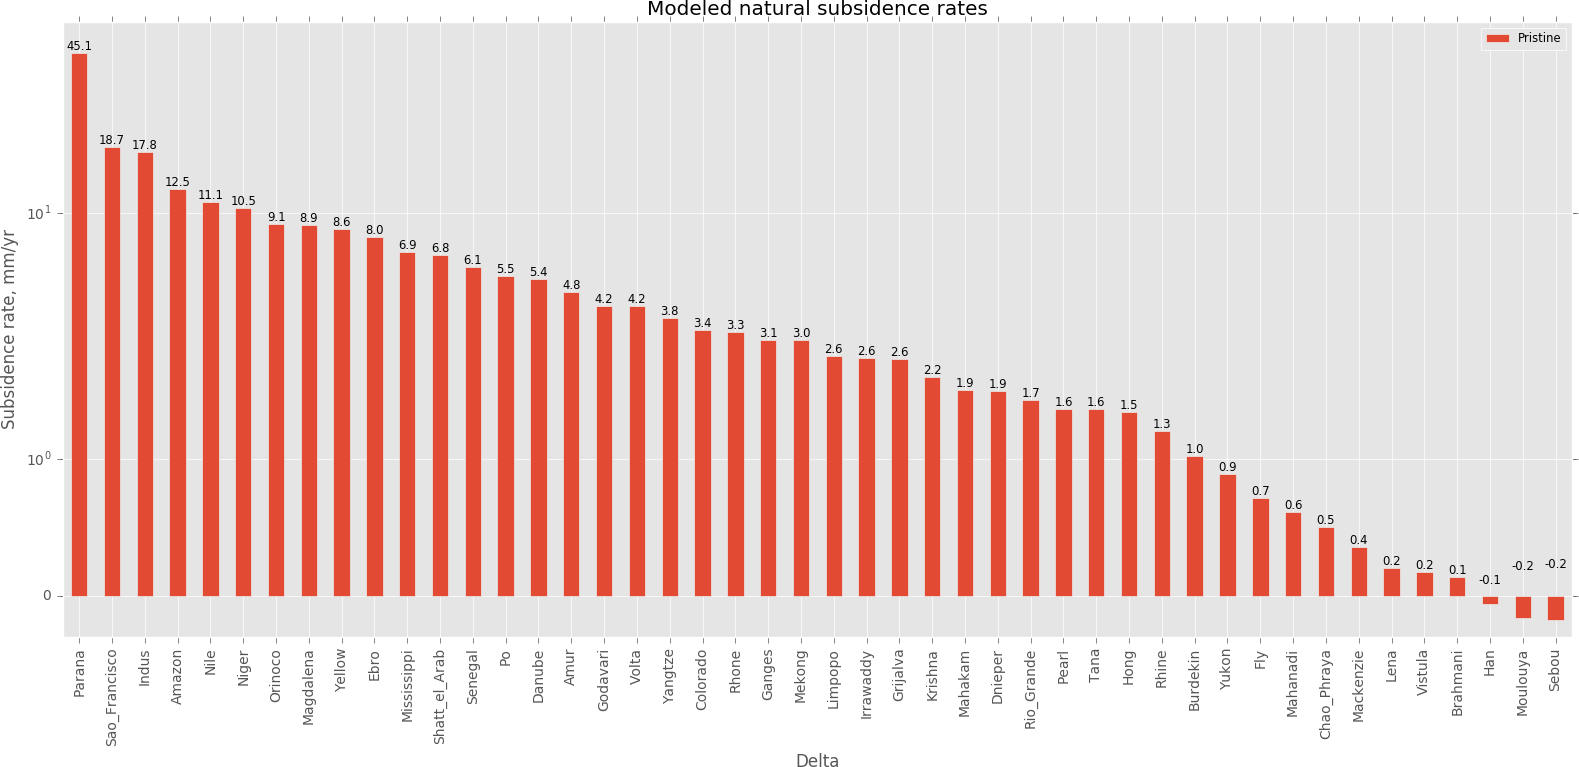 Modeled natural subsidence rates
Pristine
45.1
18.7
17.8
12.5
11.1
10.5
9.1
8.9
8.6
8.0
6.9
6.8
6.1
5.5
5.4
4.8
4.2
4.2
3.8
3.4
3.3
3.1
3.0
2.6
2.6
2.6
2.2
1.9
1.9
1.7
1.6
1.6
1.5
1.3
1.0
0.9
0.7
0.6
0.5
0.4
0.2
0.2
0.1
-0.1
-0.2
-0.2
10¹
10⁰
0
Subsidence rate, mm/yr
Parana
Sao_Francisco
Indus
Amazon
Nile
Niger
Orinoco
Magdalena
Yellow
Ebro
Mississippi
Shatt_el_Arab
Senegal
Po
Danube
Amur
Godavari
Volta
Yangtze
Colorado
Rhone
Ganges
Mekong
Limpopo
Irrawaddy
Grijalva
Krishna
Mahakam
Dnieper
Rio_Grande
Pearl
Tana
Hong
Rhine
Burdekin
Yukon
Fly
Mahanadi
Chao_Phraya
Mackenzie
Lena
Vistula
Brahmani
Han
Moulouya
Sebou
Delta